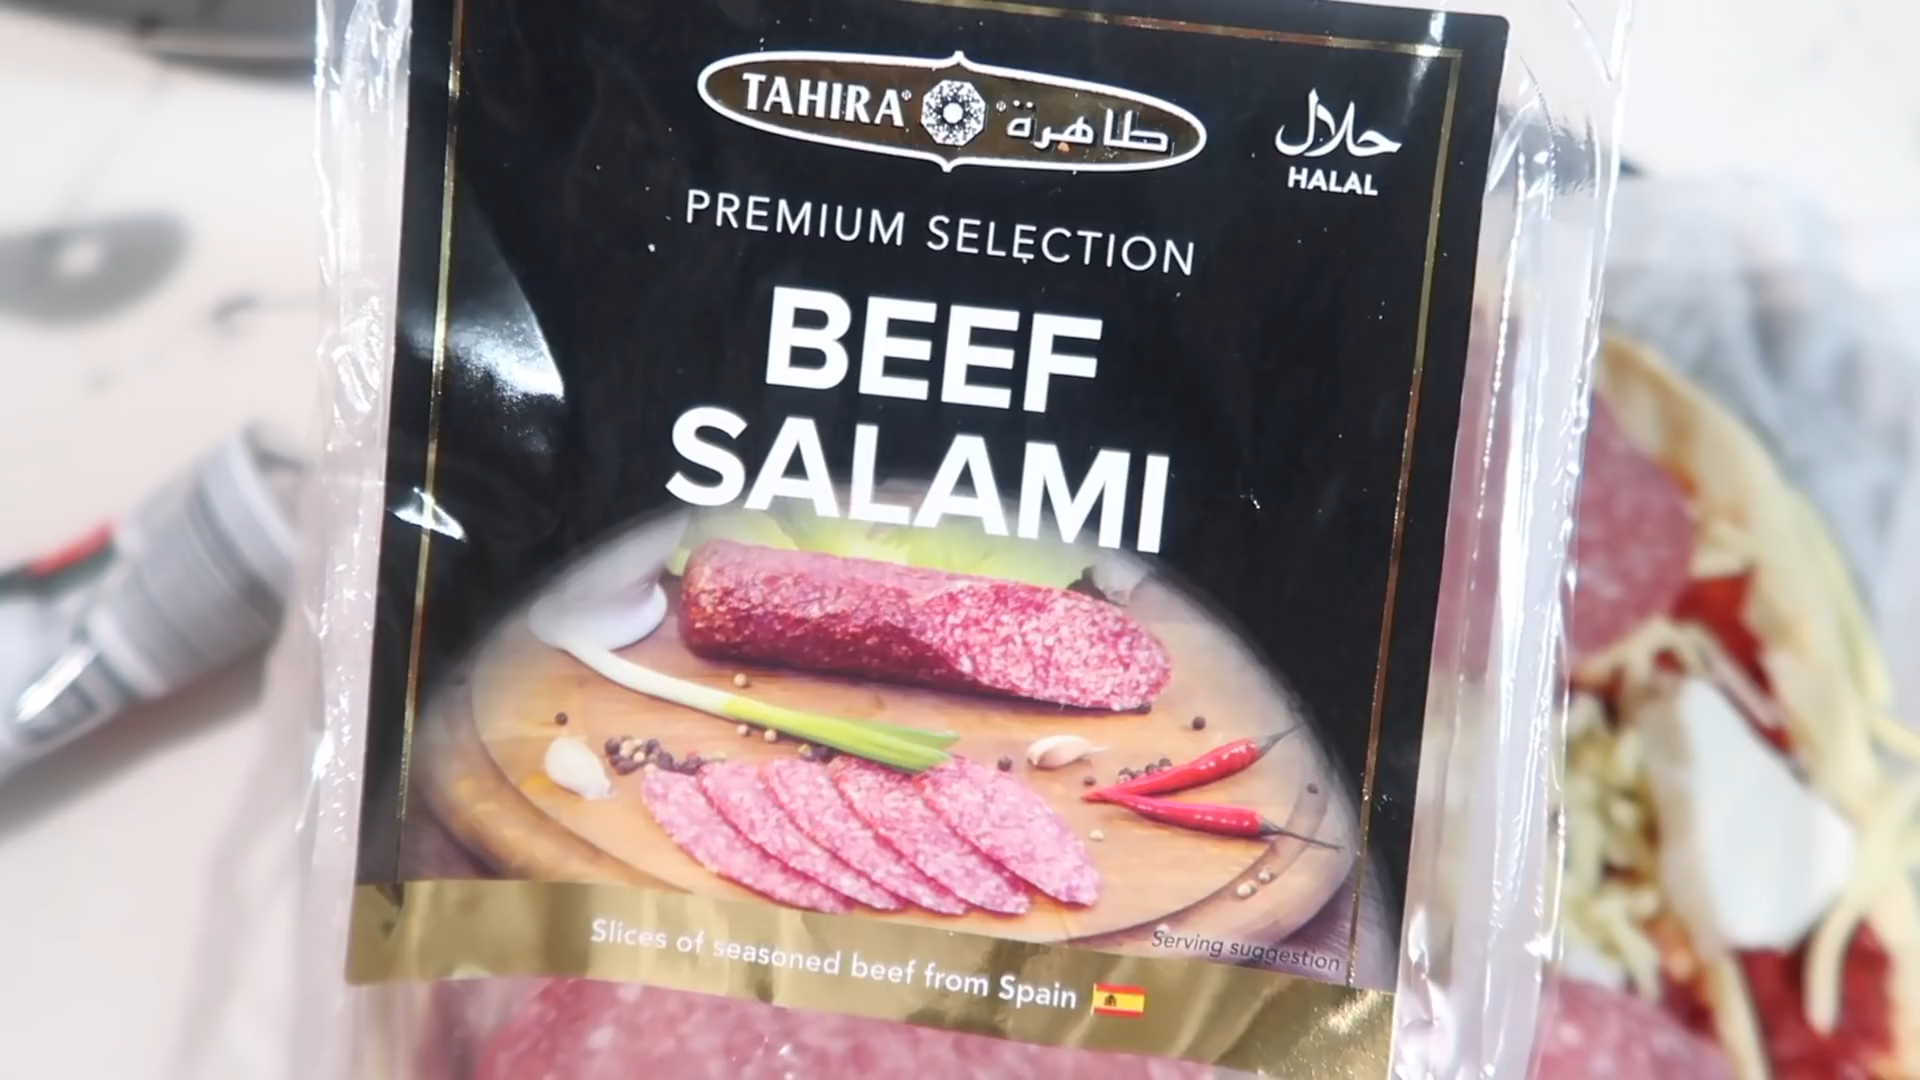 TAHIRA® ®طاهرة
حلال
HALAL
PREMIUM SELECTION
BEEF
SALAMI
Serving suggestion
Slices of seasoned beef from Spain